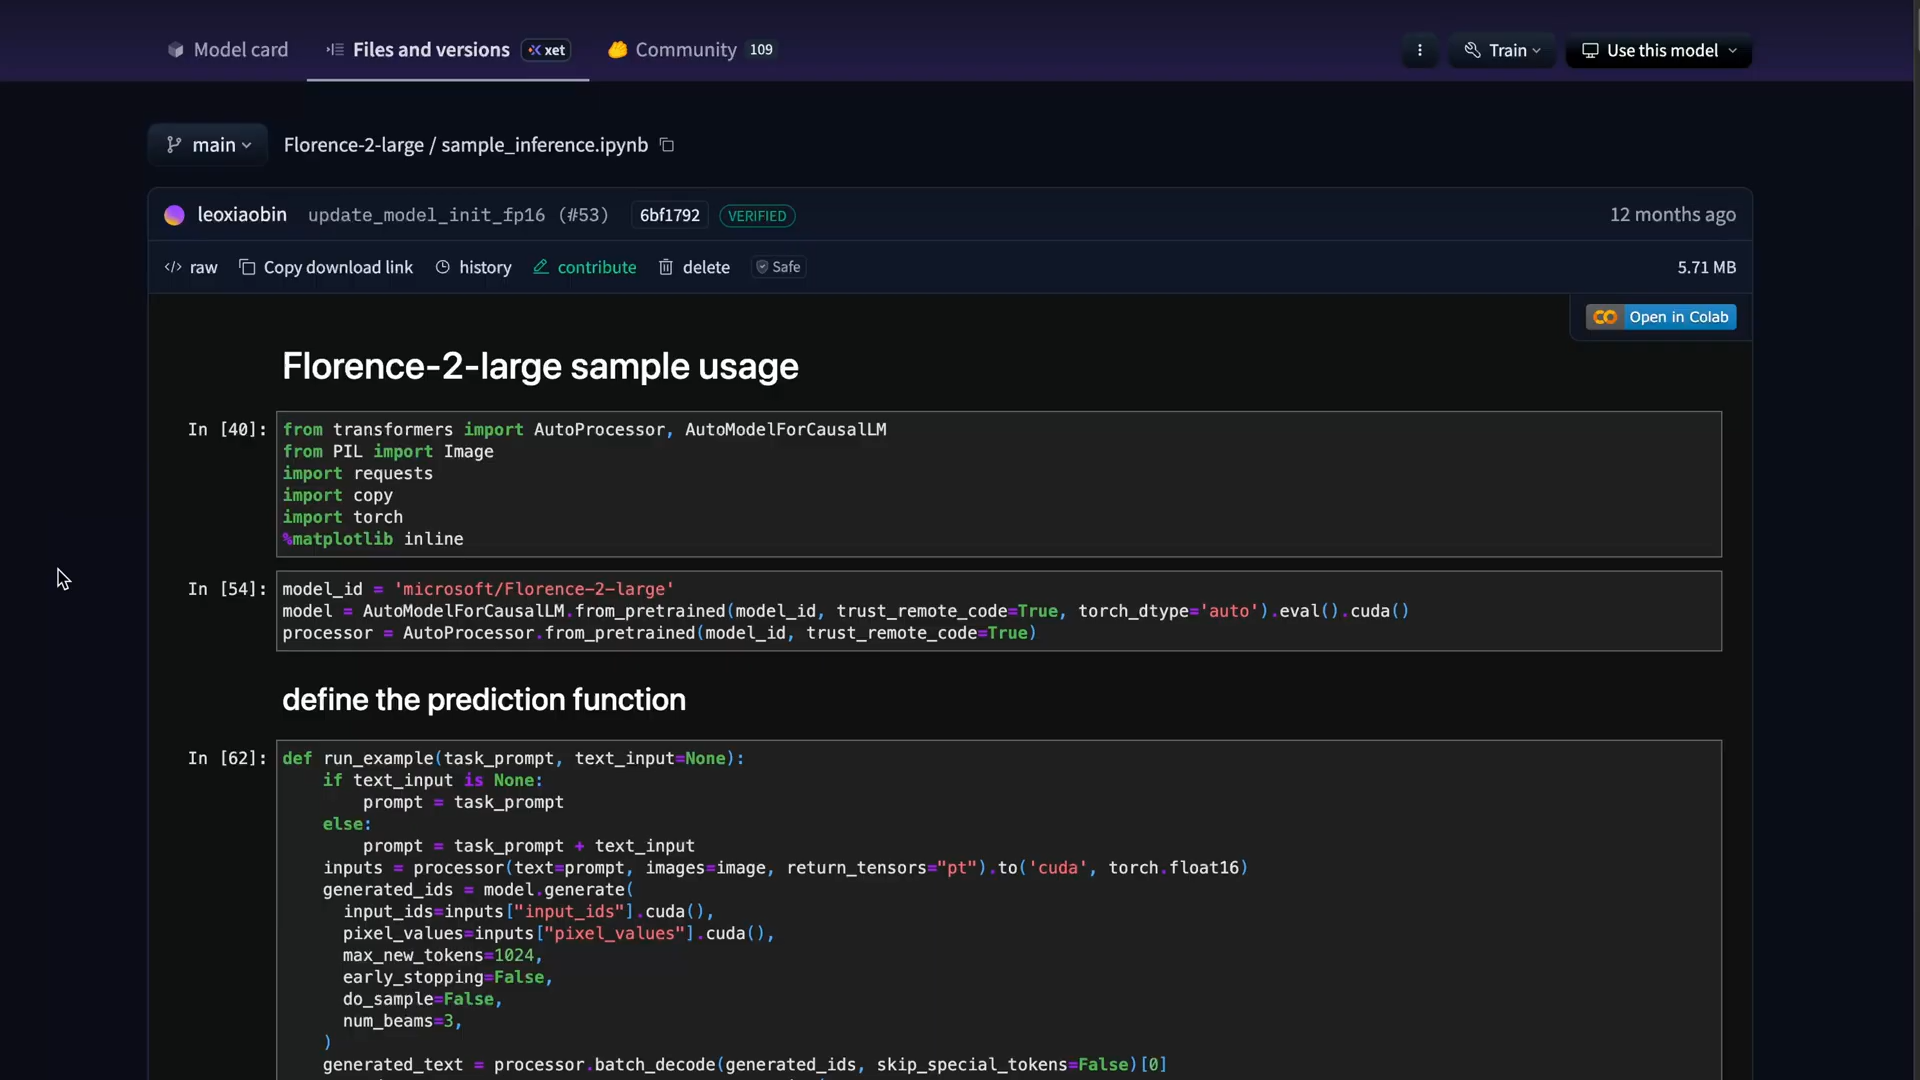 Model card
Files and versions
xet
Community 109
Train
Use this model
main
Florence-2-large / sample_inference.ipynb
leoxiaobin update_model_init_fp16 (#53) 6bf1792 VERIFIED 12 months ago
raw Copy download link history contribute delete Safe 5.71 MB
Open in Colab
Florence-2-large sample usage
In [40]: from transformers import AutoProcessor, AutoModelForCausalLM
from PIL import Image
import requests
import copy
import torch
%matplotlib inline
In [54]: model_id = 'microsoft/Florence-2-large'
model = AutoModelForCausalLM.from_pretrained(model_id, trust_remote_code=True, torch_dtype='auto').eval().cuda()
processor = AutoProcessor.from_pretrained(model_id, trust_remote_code=True)
define the prediction function
In [62]: def run_example(task_prompt, text_input=None):
    if text_input is None:
        prompt = task_prompt
    else:
        prompt = task_prompt + text_input
    inputs = processor(text=prompt, images=image, return_tensors="pt").to('cuda', torch.float16)
    generated_ids = model.generate(
      input_ids=inputs["input_ids"].cuda(),
      pixel_values=inputs["pixel_values"].cuda(),
      max_new_tokens=1024,
      early_stopping=False,
      do_sample=False,
      num_beams=3,
    )
    generated_text = processor.batch_decode(generated_ids, skip_special_tokens=False)[0]